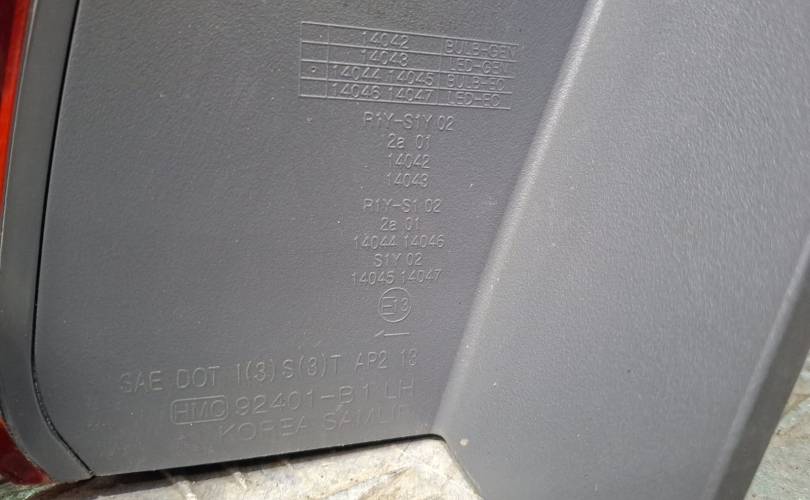 14042 BULB-GEN
14043 LED-GEN
14044 14045 BULB-EC
14046 14047 LED-EC
R1Y-S1Y 02
2a 01
14042
14043
R1Y-S1 02
2a 01
14044 14046
S1Y 02
14045 14047
E13
SAE DOT I(3) S(3)T AP2 13
HMC 92401-B1 LH
KOREA SAMLIP